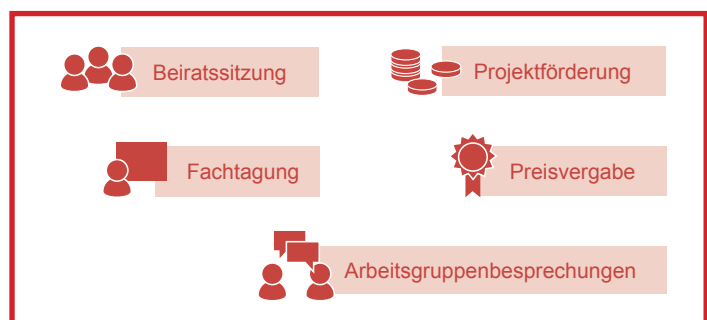 Beiratssitzung
Projektförderung
Fachtagung
Preisvergabe
Arbeitsgruppenbesprechungen